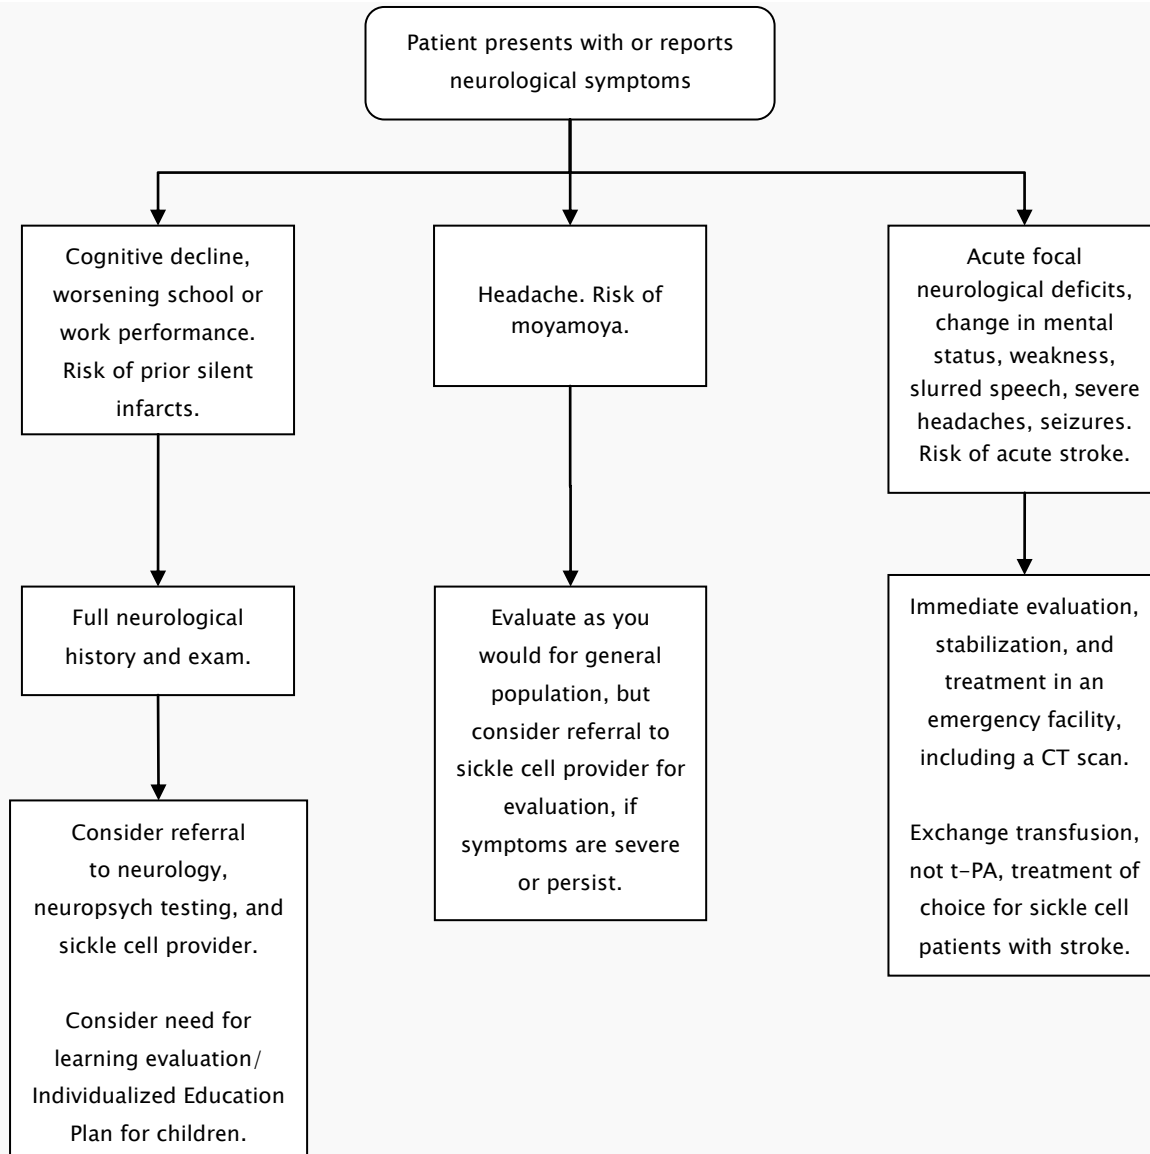 Patient presents with or reports
neurological symptoms
Cognitive decline,
worsening school or
work performance.
Risk of prior silent
infarcts.
Headache. Risk of
moyamoya.
Acute focal
neurological deficits,
change in mental
status, weakness,
slurred speech, severe
headaches, seizures.
Risk of acute stroke.
Full neurological
history and exam.
Evaluate as you
would for general
population, but
consider referral to
sickle cell provider for
evaluation, if
symptoms are severe
or persist.
Immediate evaluation,
stabilization, and
treatment in an
emergency facility,
including a CT scan.
Exchange transfusion,
not t-PA, treatment of
choice for sickle cell
patients with stroke.
Consider referral
to neurology,
neuropsych testing, and
sickle cell provider.
Consider need for
learning evaluation/
Individualized Education
Plan for children.